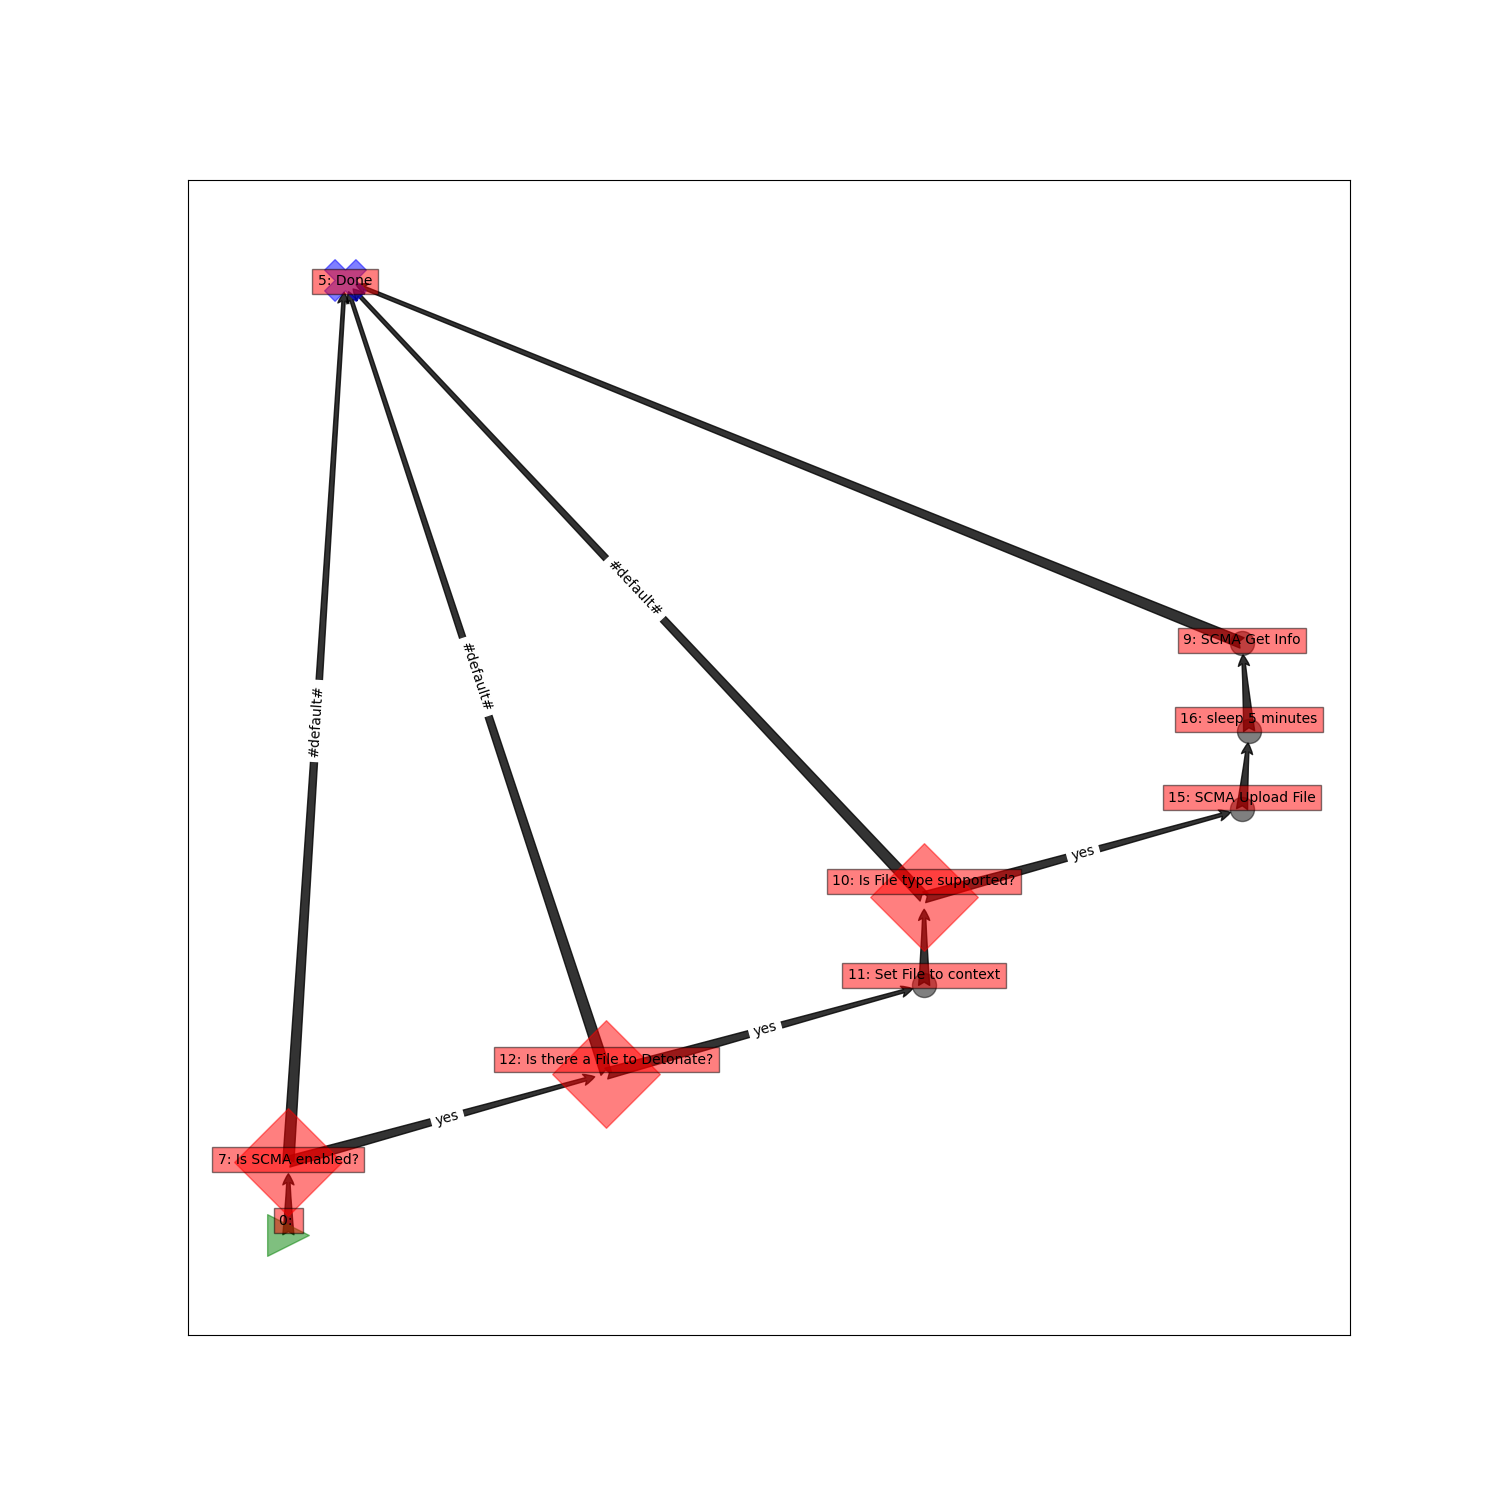 5: Done
#default#
#default#
#default#
9: SCMA Get Info
16: sleep 5 minutes
15: SCMA Upload File
yes
10: Is File type supported?
11: Set File to context
yes
12: Is there a File to Detonate?
yes
7: Is SCMA enabled?
0: